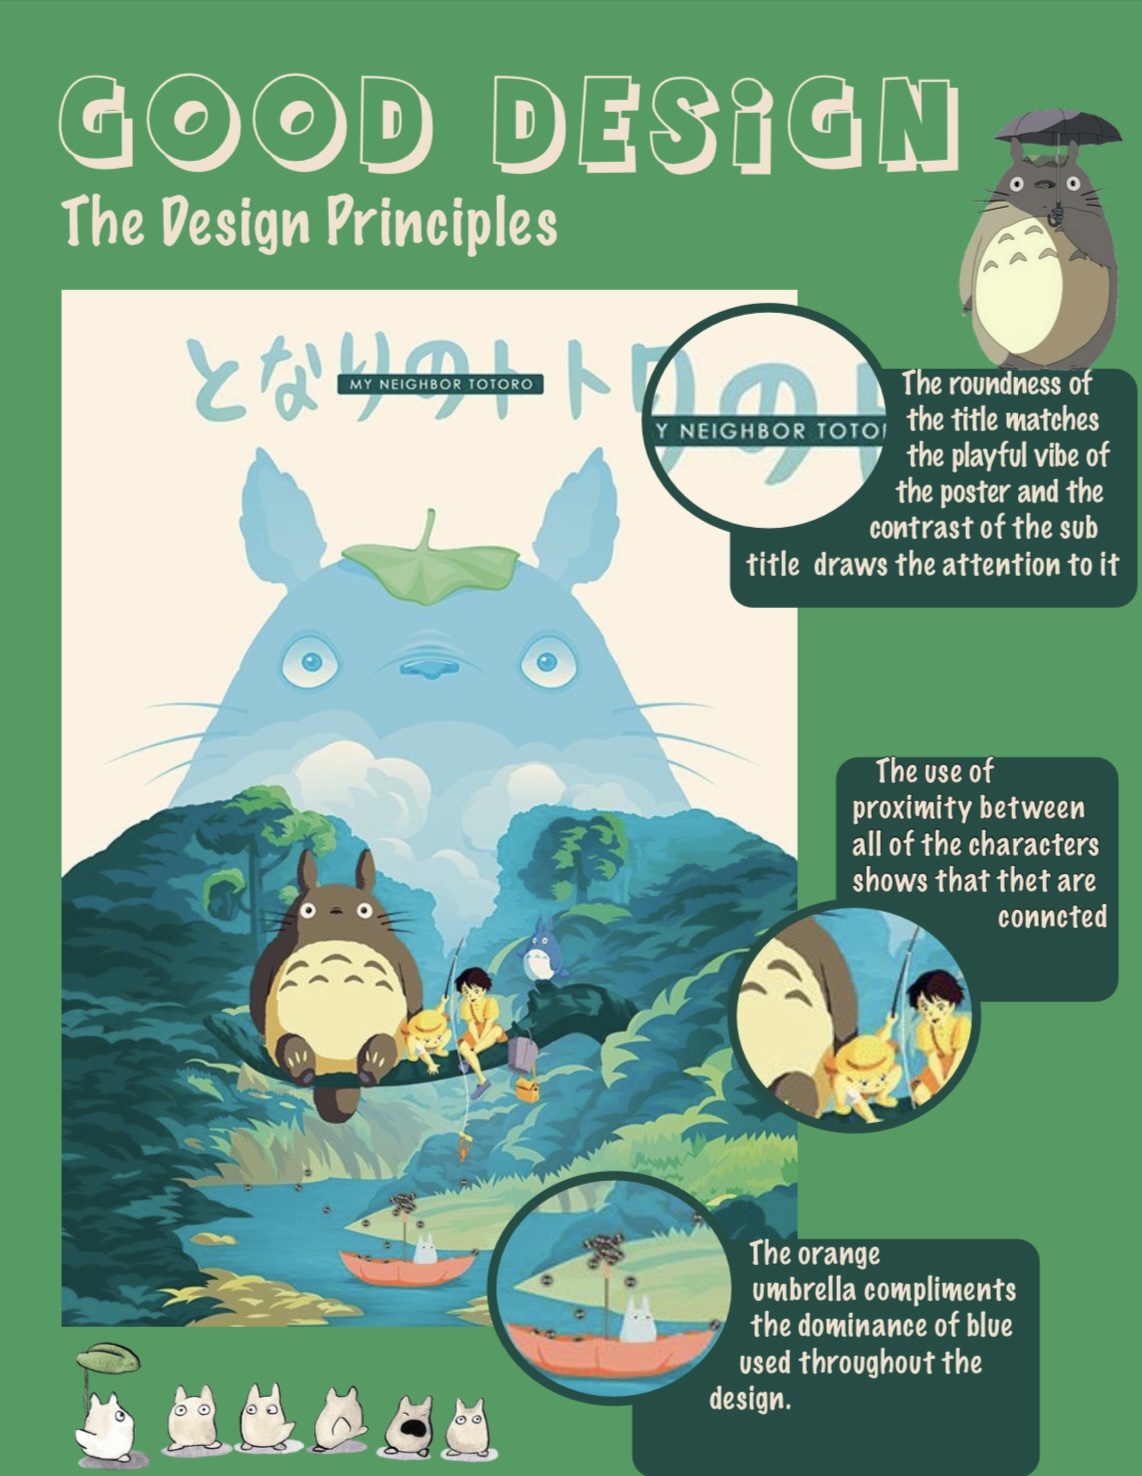 GOOD DESiGN
The Design Principles
となりのトトロ
MY NEIGHBOR TOTORO
Y NEIGHBOR TOTO
The roundness of
the title matches
the playful vibe of
the poster and the
contrast of the sub
title draws the attention to it
The use of
proximity between
all of the characters
shows that thet are
conncted
The orange
umbrella compliments
the dominance of blue
used throughout the
design.